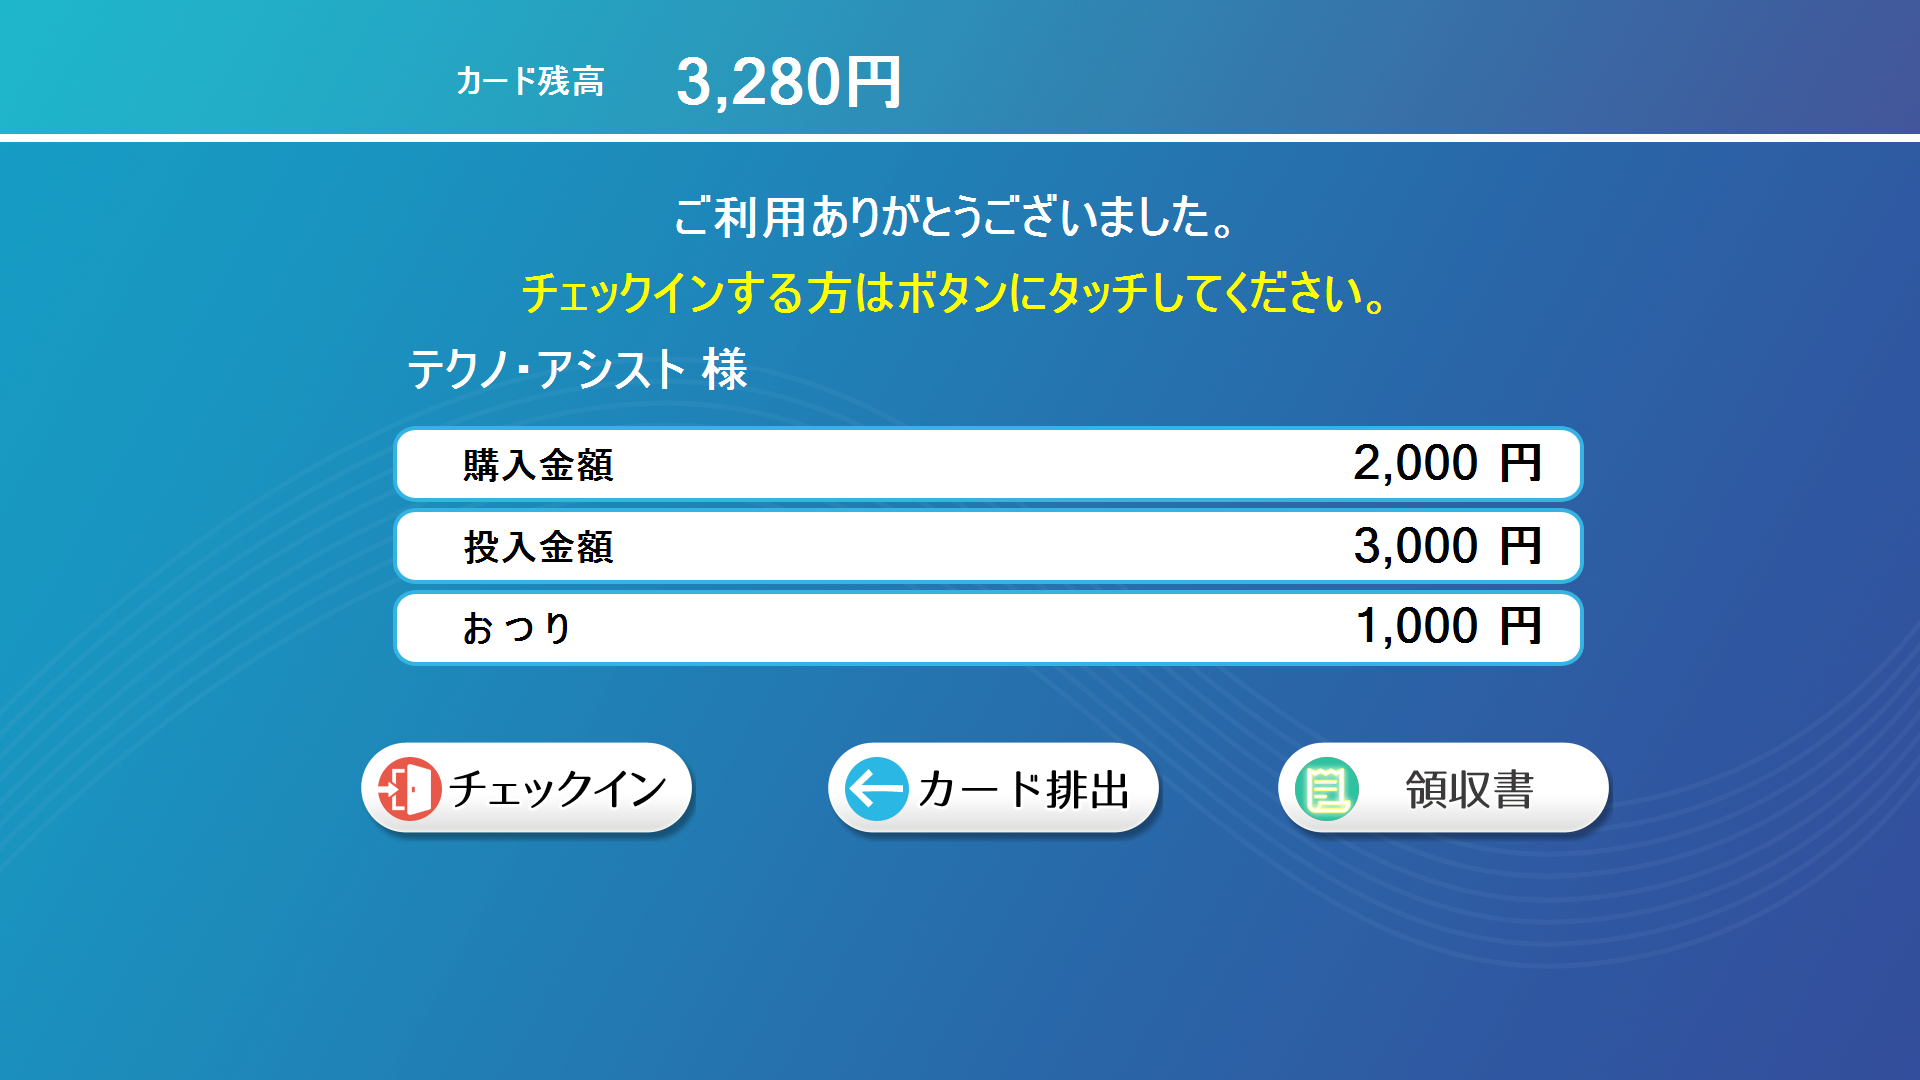 カード残高 3,280円
ご利用ありがとうございました。
チェックインする方はボタンにタッチしてください。
テクノ・アシスト 様
購入金額 2,000 円
投入金額 3,000 円
おつり 1,000 円
チェックイン カード排出 領収書